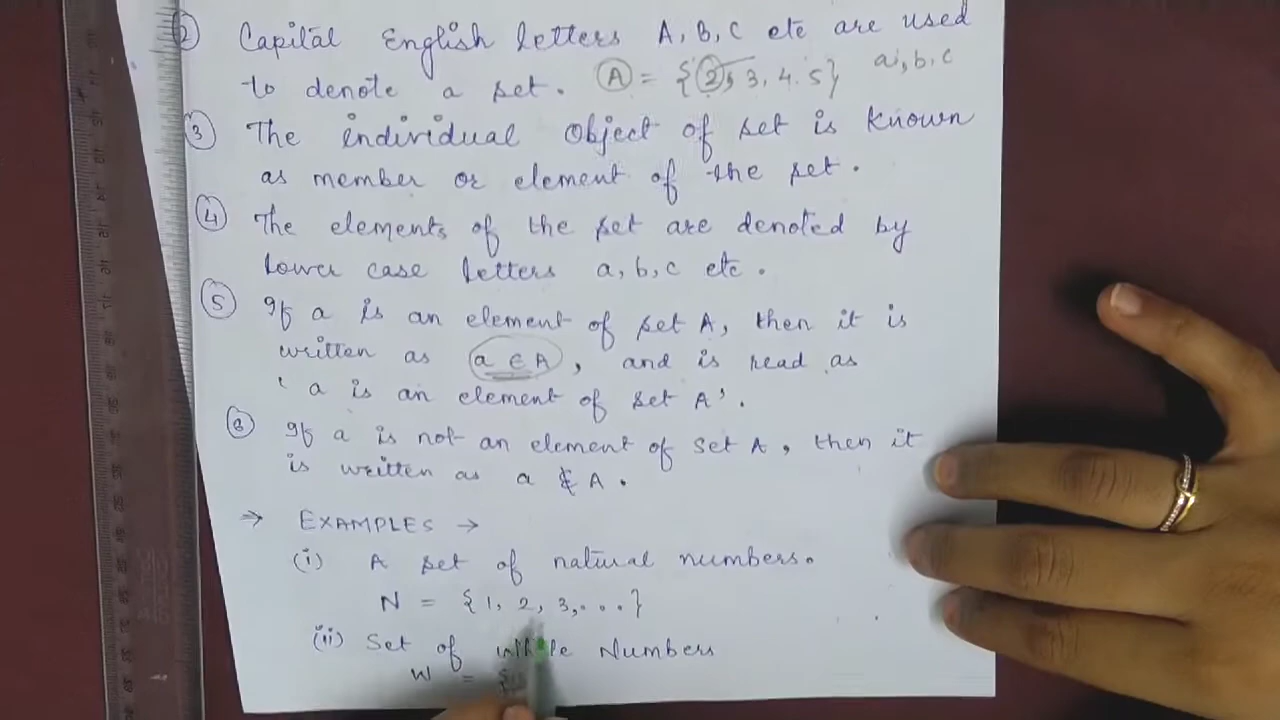 ② Capital English letters A, B, C etc are used
to denote a set. A = {2, 3, 4. 5} a, b, c
③ The individual object of set is known
as member or element of the set.
④ The elements of the set are denoted by
lower case letters a, b, c etc.
⑤ If a is an element of set A, then it is
written as a ∈ A, and is read as
' a is an element of set A'.
⑥ If a is not an element of set A, then it
is written as a ∉ A.
⇒ EXAMPLES →
(i) A set of natural numbers.
N = {1, 2, 3, . . . }
(ii) Set of whole Numbers
W = {